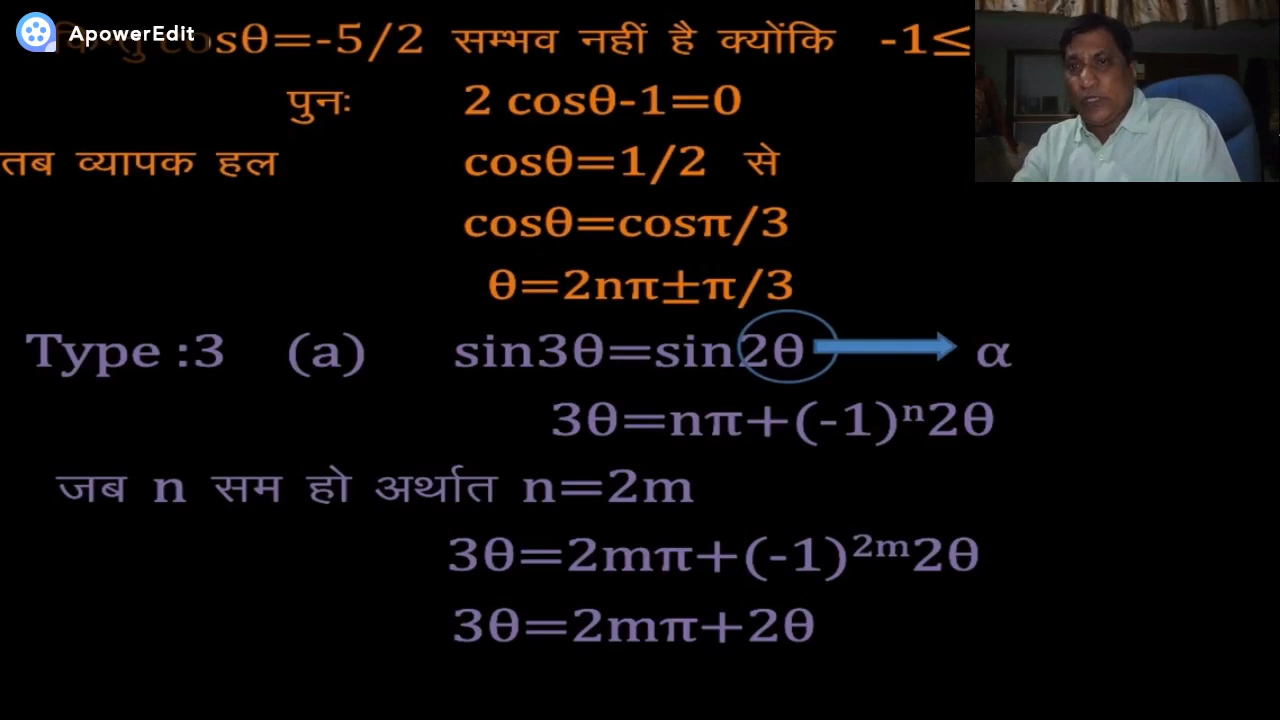 ApowerEdit
किन्तु cosθ=-5/2 सम्भव नहीं है क्योंकि -1≤
पुनः 2 cosθ-1=0
तब व्यापक हल cosθ=1/2 से
cosθ=cosπ/3
θ=2nπ±π/3
Type :3 (a) sin3θ=sin2θ α
3θ=nπ+(-1)ⁿ2θ
जब n सम हो अर्थात n=2m
3θ=2mπ+(-1)²ᵐ2θ
3θ=2mπ+2θ